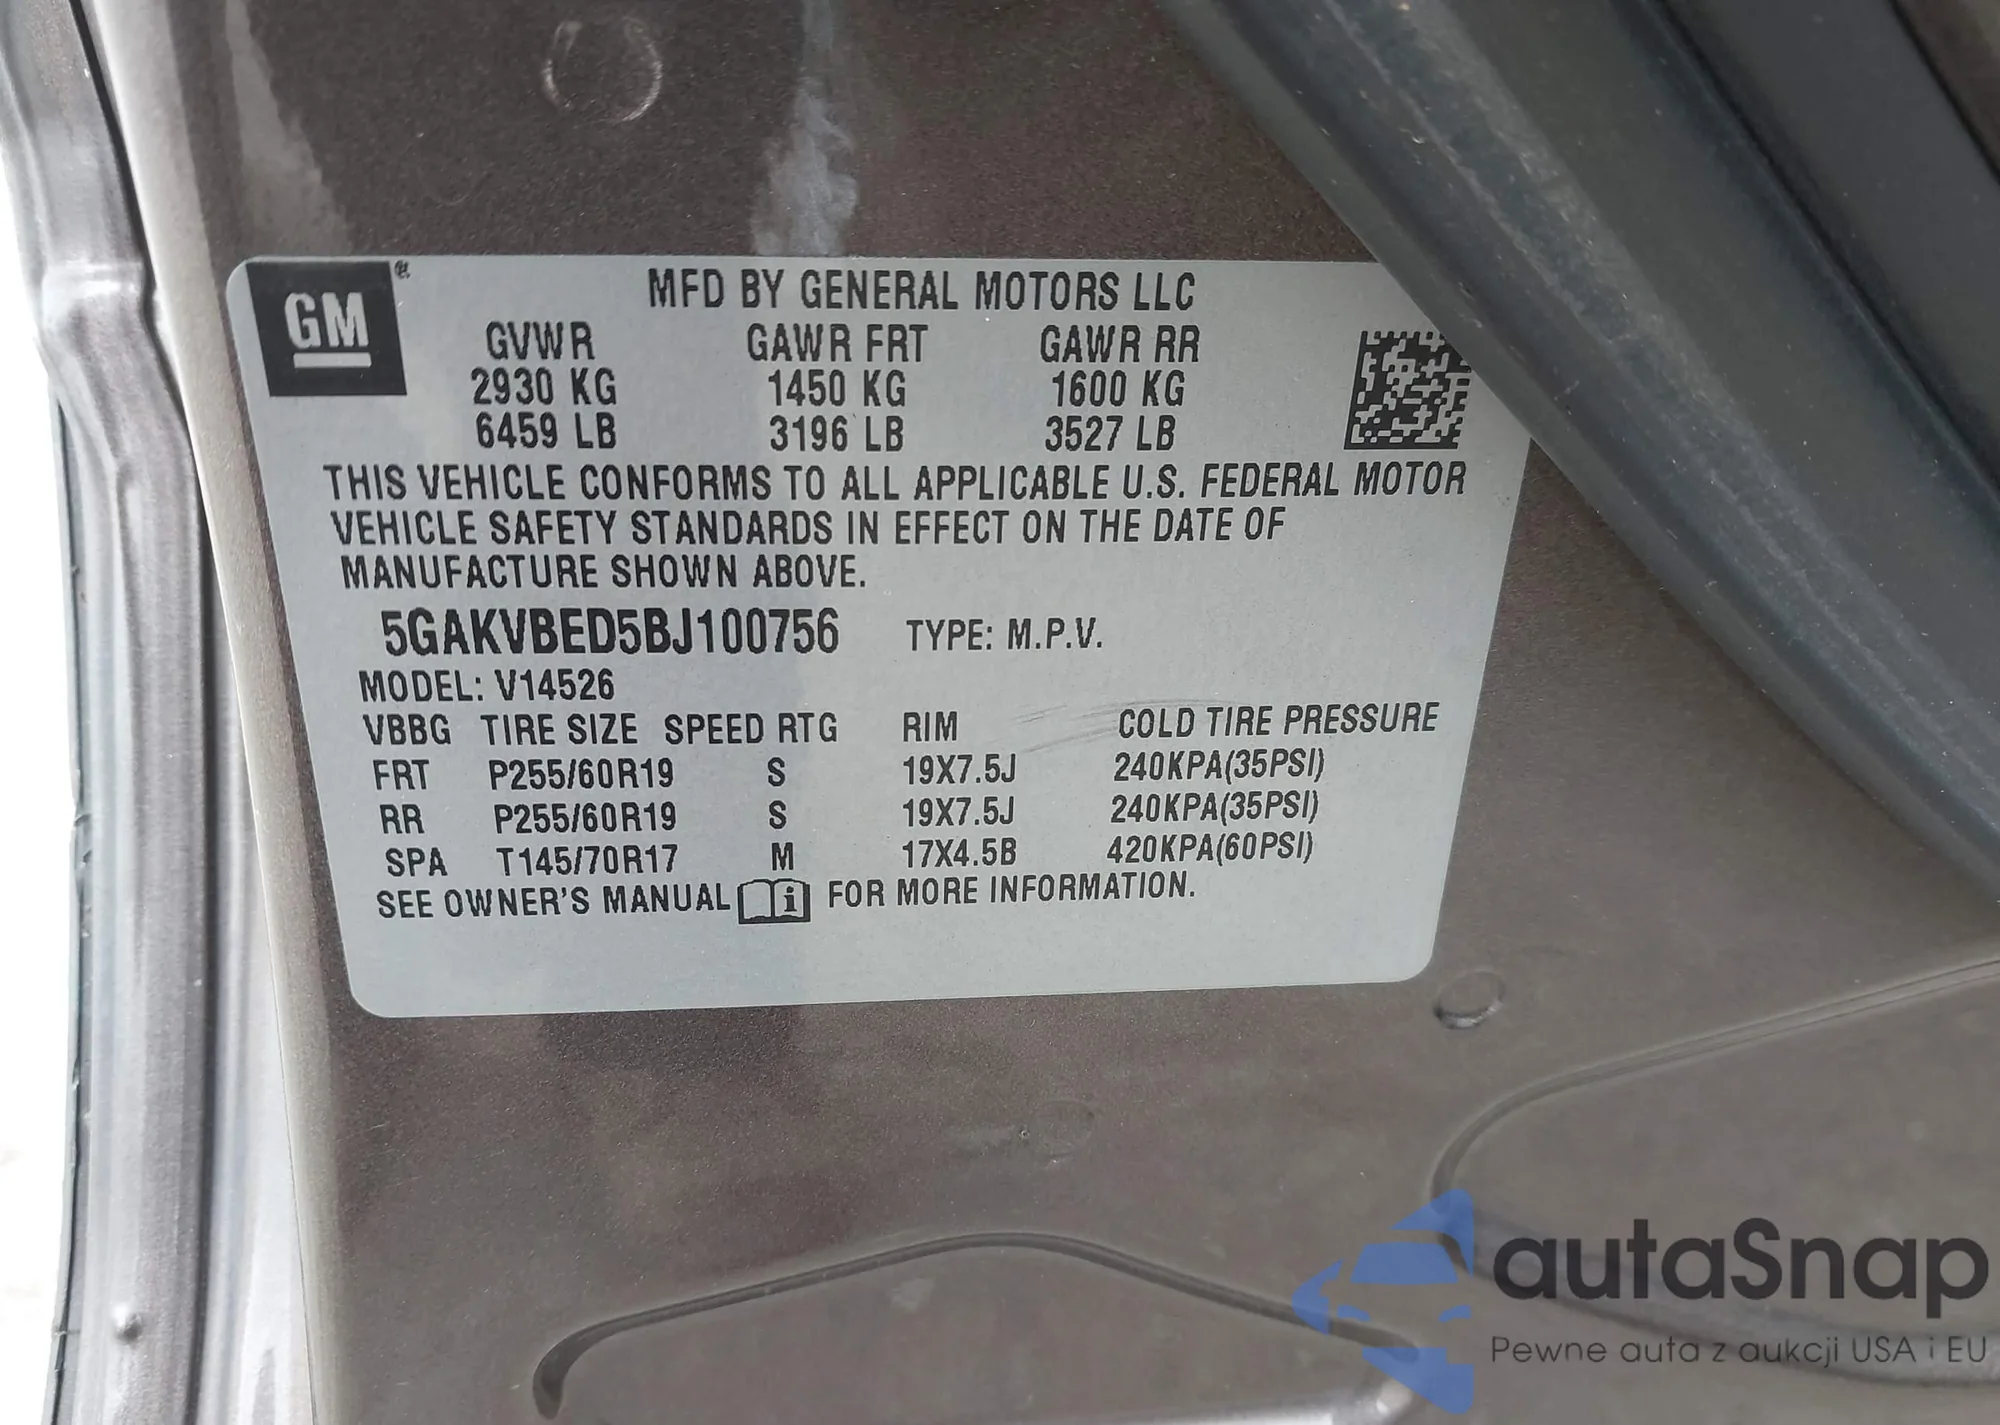 GM®
MFD BY GENERAL MOTORS LLC
GVWR GAWR FRT GAWR RR
2930 KG 1450 KG 1600 KG
6459 LB 3196 LB 3527 LB
THIS VEHICLE CONFORMS TO ALL APPLICABLE U.S. FEDERAL MOTOR
VEHICLE SAFETY STANDARDS IN EFFECT ON THE DATE OF
MANUFACTURE SHOWN ABOVE.
5GAKVBED5BJ100756 TYPE: M.P.V.
MODEL: V14526
VBBG TIRE SIZE SPEED RTG RIM COLD TIRE PRESSURE
FRT P255/60R19 S 19X7.5J 240KPA(35PSI)
RR P255/60R19 S 19X7.5J 240KPA(35PSI)
SPA T145/70R17 M 17X4.5B 420KPA(60PSI)
SEE OWNER'S MANUAL i FOR MORE INFORMATION.
autaSnap
Pewne auta z aukcji USA i EU